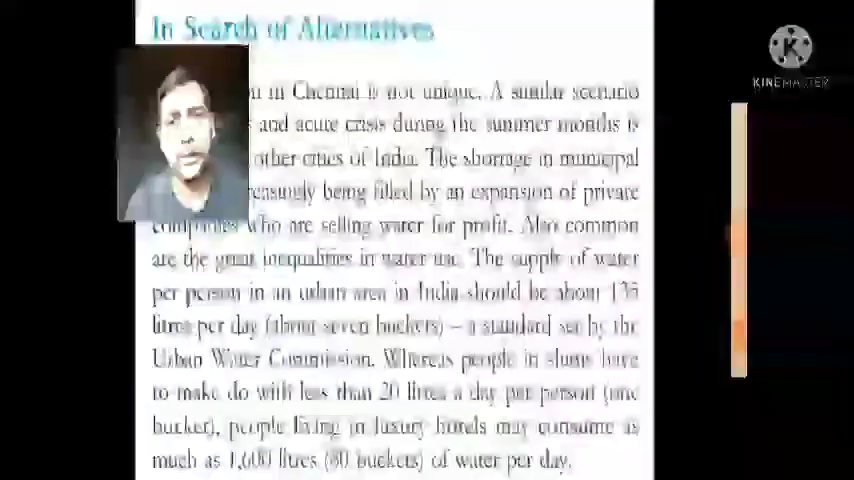 In Search of Alternatives
in Chennai is not unique. A similar scenario
and acute crisis during the summer months is
other cities of India. The shortage in municipal
being filled by an expansion of private
companies who are selling water for profit. Also common
are the great inequalities in water use. The supply of water
per person in an urban area in India should be about 135
litres per day (about seven buckets) – a standard set by the
Urban Water Commission. Whereas people in slums have
to make do with less than 20 litres a day per person (one
bucket), people living in luxury hotels may consume as
much as 1,600 litres (80 buckets) of water per day.
KINEMASTER